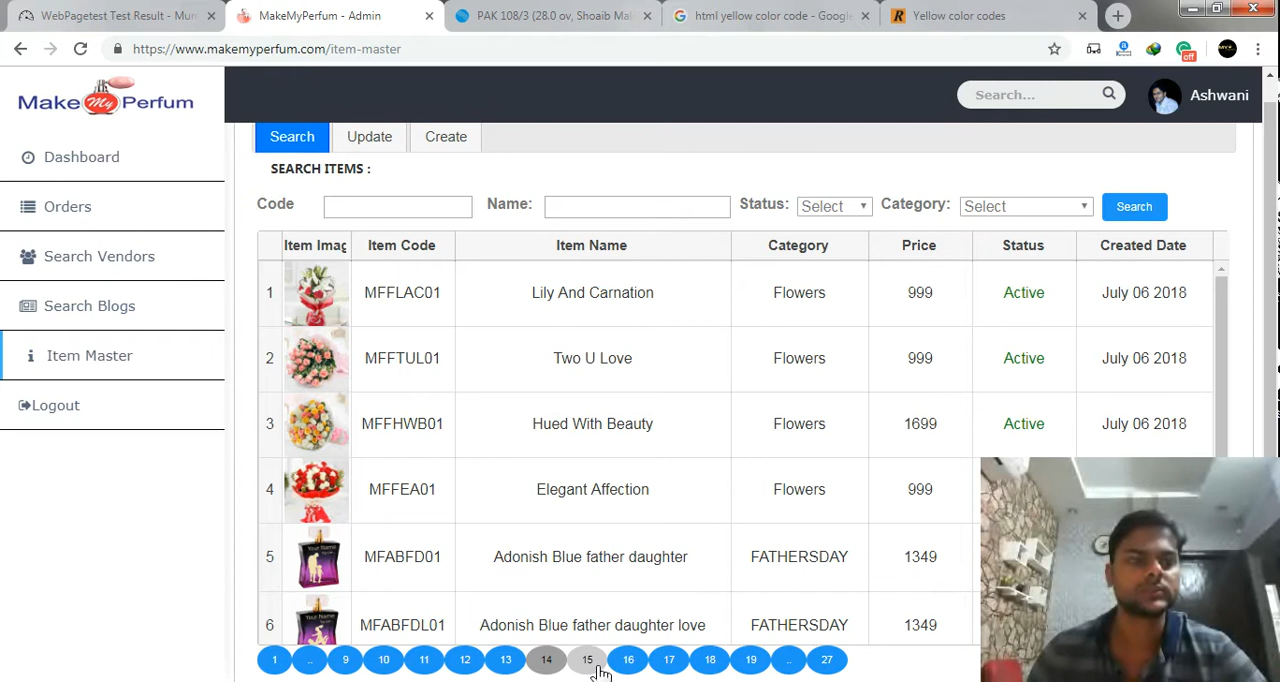 Webpagetest Test Result - Mum
MakeMyPerfum - Admin
PAK 108/3 (28.0 ov, Shoaib Mal
html yellow color code - Google
R Yellow color codes
https://www.makemyperfum.com/item-master
off
Make My Perfum
Search...
Ashwani
Dashboard
Orders
Search Vendors
Search Blogs
Item Master
Logout
Search Update Create
SEARCH ITEMS :
Code Name: Status: Select Category: Select Search
Item Imag Item Code Item Name Category Price Status Created Date
1 MFFLAC01 Lily And Carnation Flowers 999 Active July 06 2018
2 MFFTUL01 Two U Love Flowers 999 Active July 06 2018
3 MFFHWB01 Hued With Beauty Flowers 1699 Active July 06 2018
4 MFFEA01 Elegant Affection Flowers 999
5 MFABFD01 Adonish Blue father daughter FATHERSDAY 1349
6 MFABFDL01 Adonish Blue father daughter love FATHERSDAY 1349
1 .. 9 10 11 12 13 14 15 16 17 18 19 .. 27